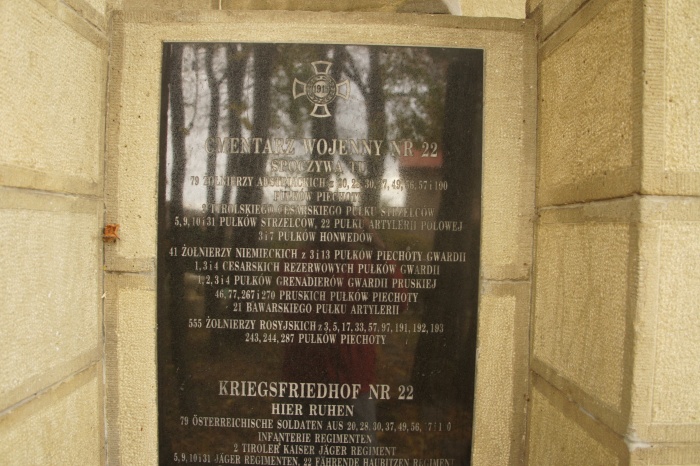 1915
CMENTARZ WOJENNY NR 22
SPOCZYWA TU
79 ŻOŁNIERZY AUSTRIACKICH z 20, 28, 30, 37, 49, 56, 57 i 100
PUŁKÓW PIECHOTY
2 TYROLSKIEGO CESARSKIEGO PUŁKU STRZELCÓW
5, 9, 10 i 31 PUŁKÓW STRZELCÓW, 22 PUŁKU ARTYLERII POLOWEJ
3 i 7 PUŁKÓW HONWEDÓW
41 ŻOŁNIERZY NIEMIECKICH z 3 i 13 PUŁKÓW PIECHOTY GWARDII
1, 3 i 4 CESARSKICH REZERWOWYCH PUŁKÓW GWARDII
1, 2, 3 i 4 PUŁKÓW GRENADIERÓW GWARDII PRUSKIEJ
46, 77, 267 i 270 PRUSKICH PUŁKÓW PIECHOTY
21 BAWARSKIEGO PUŁKU ARTYLERII
555 ŻOŁNIERZY ROSYJSKICH z 3, 5, 17, 33, 57, 97, 191, 192, 193
243, 244, 287 PUŁKÓW PIECHOTY
KRIEGSFRIEDHOF NR 22
HIER RUHEN
79 ÖSTERREICHISCHE SOLDATEN AUS 20, 28, 30, 37, 49, 56,
INFANTERIE REGIMENTEN
2 TIROLER KAISER JÄGER REGIMENT
5, 9, 10 i 31 JÄGER REGIMENTEN, 22 FÄHRENDE HAUBITZEN REGIMENT